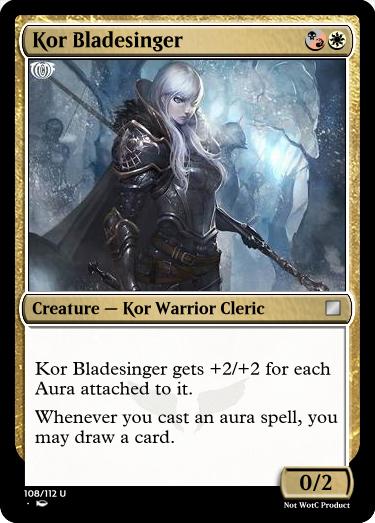 Kor Bladesinger
Creature — Kor Warrior Cleric
Kor Bladesinger gets +2/+2 for each
Aura attached to it.
Whenever you cast an aura spell, you
may draw a card.
0/2
108/112 U
Not WotC Product